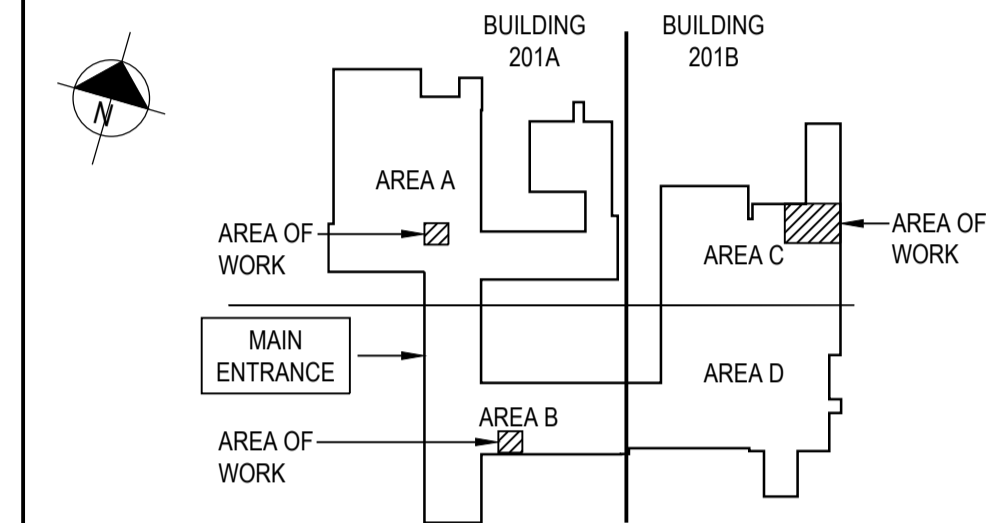 BUILDING
201A
BUILDING
201B
N
AREA A
AREA OF
WORK
AREA OF
WORK
AREA C
MAIN
ENTRANCE
AREA D
AREA B
AREA OF
WORK